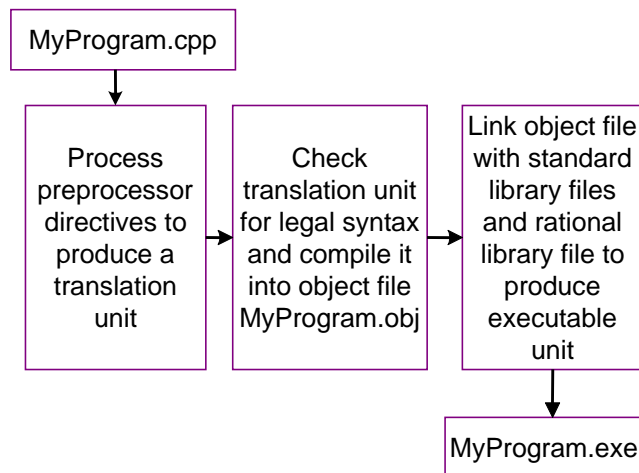 MyProgram.cpp
Process
preprocessor
directives to
produce a
translation
unit
Check
translation unit
for legal syntax
and compile it
into object file
MyProgram.obj
Link object file
with standard
library files
and rational
library file to
produce
executable
unit
MyProgram.exe